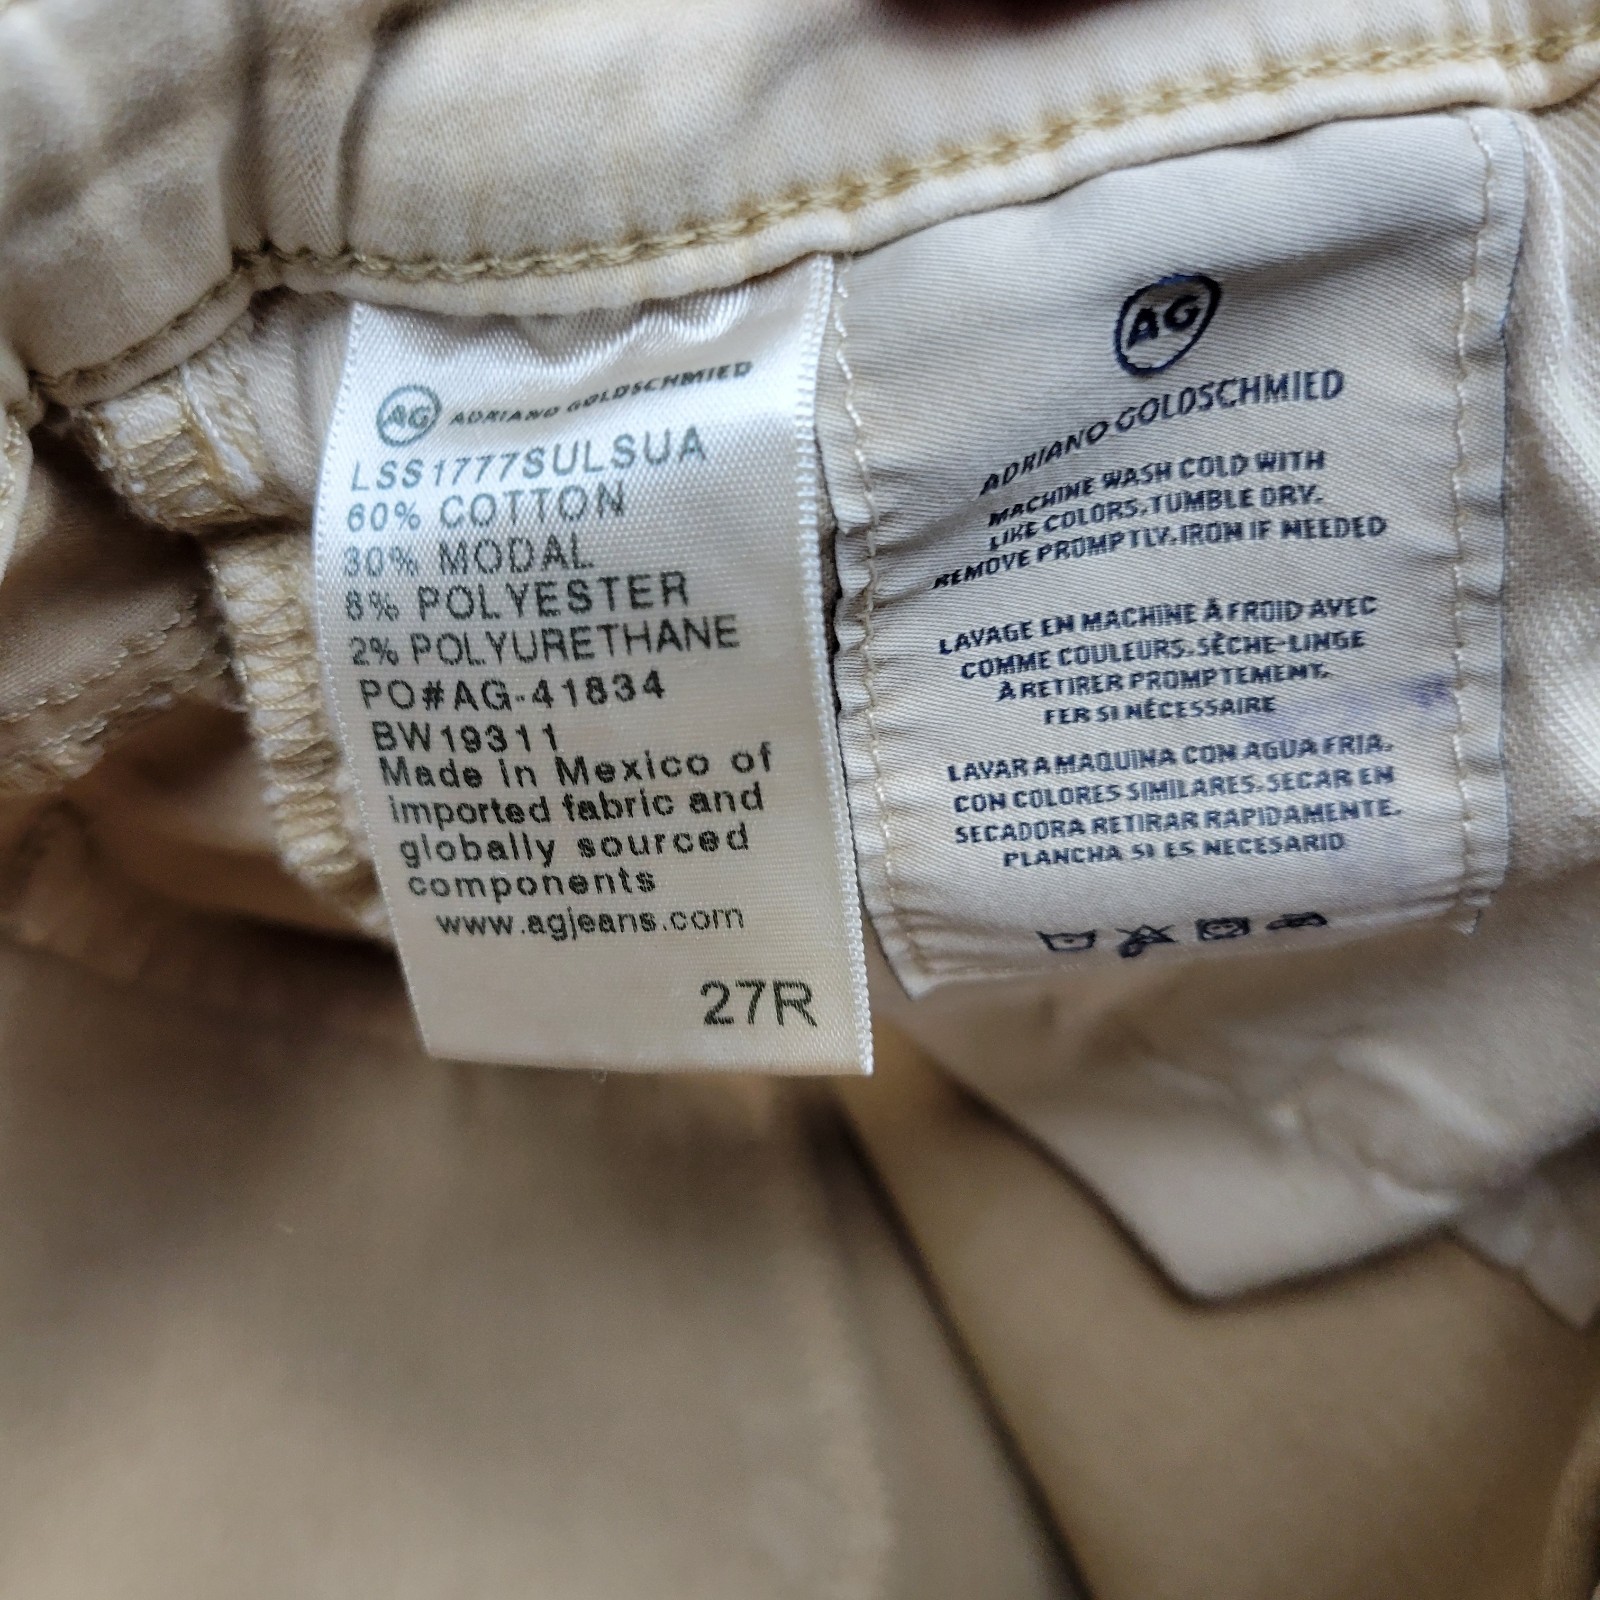 AG ADRIANO GOLDSCHMIED
LSS1777SULSUA
60% COTTON
30% MODAL
8% POLYESTER
2% POLYURETHANE
PO#AG-41834
BW19311
Made in Mexico of
imported fabric and
globally sourced
components
www.agjeans.com
27R
AG
ADRIANO GOLDSCHMIED
MACHINE WASH COLD WITH
LIKE COLORS. TUMBLE DRY.
REMOVE PROMPTLY. IRON IF NEEDED
LAVAGE EN MACHINE À FROID AVEC
COMME COULEURS. SÈCHE-LINGE
À RETIRER PROMPTEMENT.
FER SI NÉCESSAIRE
LAVAR A MAQUINA CON AGUA FRIA.
CON COLORES SIMILARES. SECAR EN
SECADORA RETIRAR RAPIDAMENTE.
PLANCHA SI ES NECESARIO